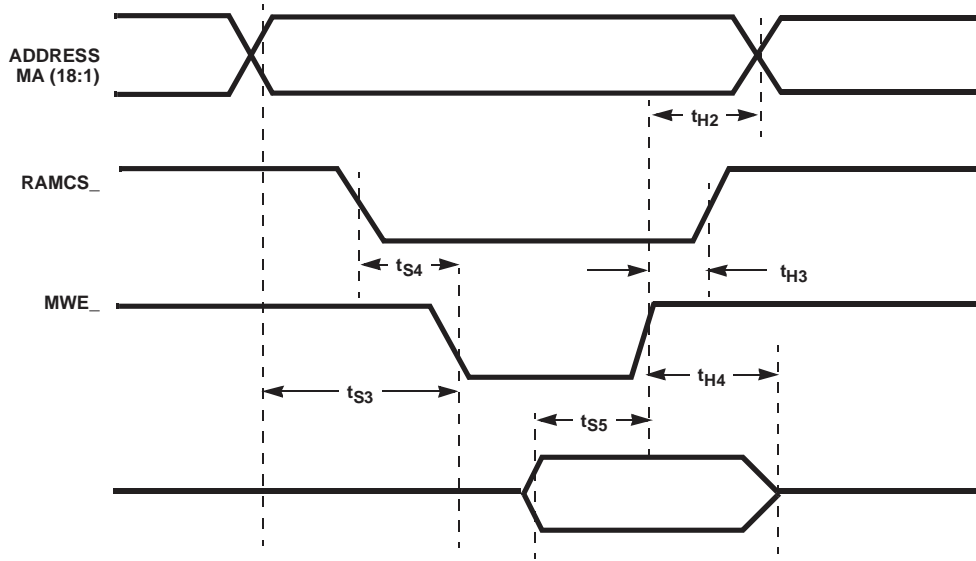 ADDRESS
MA (18:1)
tH2
RAMCS_
tS4
tH3
MWE_
tS3
tH4
tS5